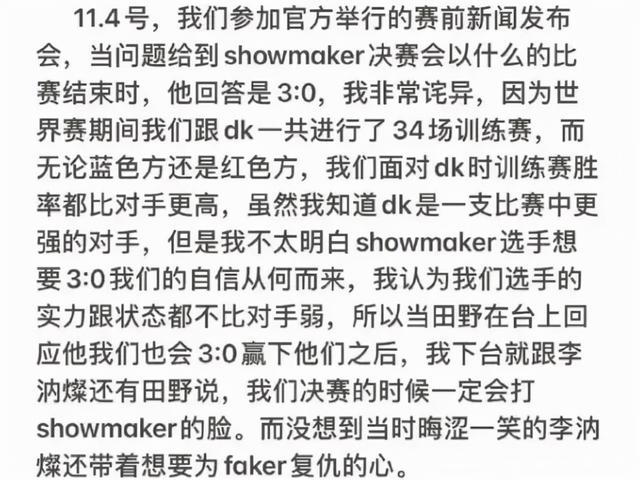 11.4号，我们参加官方举行的赛前新闻发布
会，当问题给到showmaker决赛会以什么的比
赛结束时，他回答是3:0，我非常诧异，因为世
界赛期间我们跟dk一共进行了34场训练赛，而
无论蓝色方还是红色方，我们面对dk时训练赛胜
率都比对手更高，虽然我知道dk是一支比赛中更
强的对手，但是我不太明白showmaker选手想
要3:0我们的自信从何而来，我认为我们选手的
实力跟状态都不比对手弱，所以当田野在台上回
应他我们也会3:0赢下他们之后，我下台就跟李
汭燦还有田野说，我们决赛的时候一定会打
showmaker的脸。而没想到当时晦涩一笑的李汭
燦还带着想要为faker复仇的心。